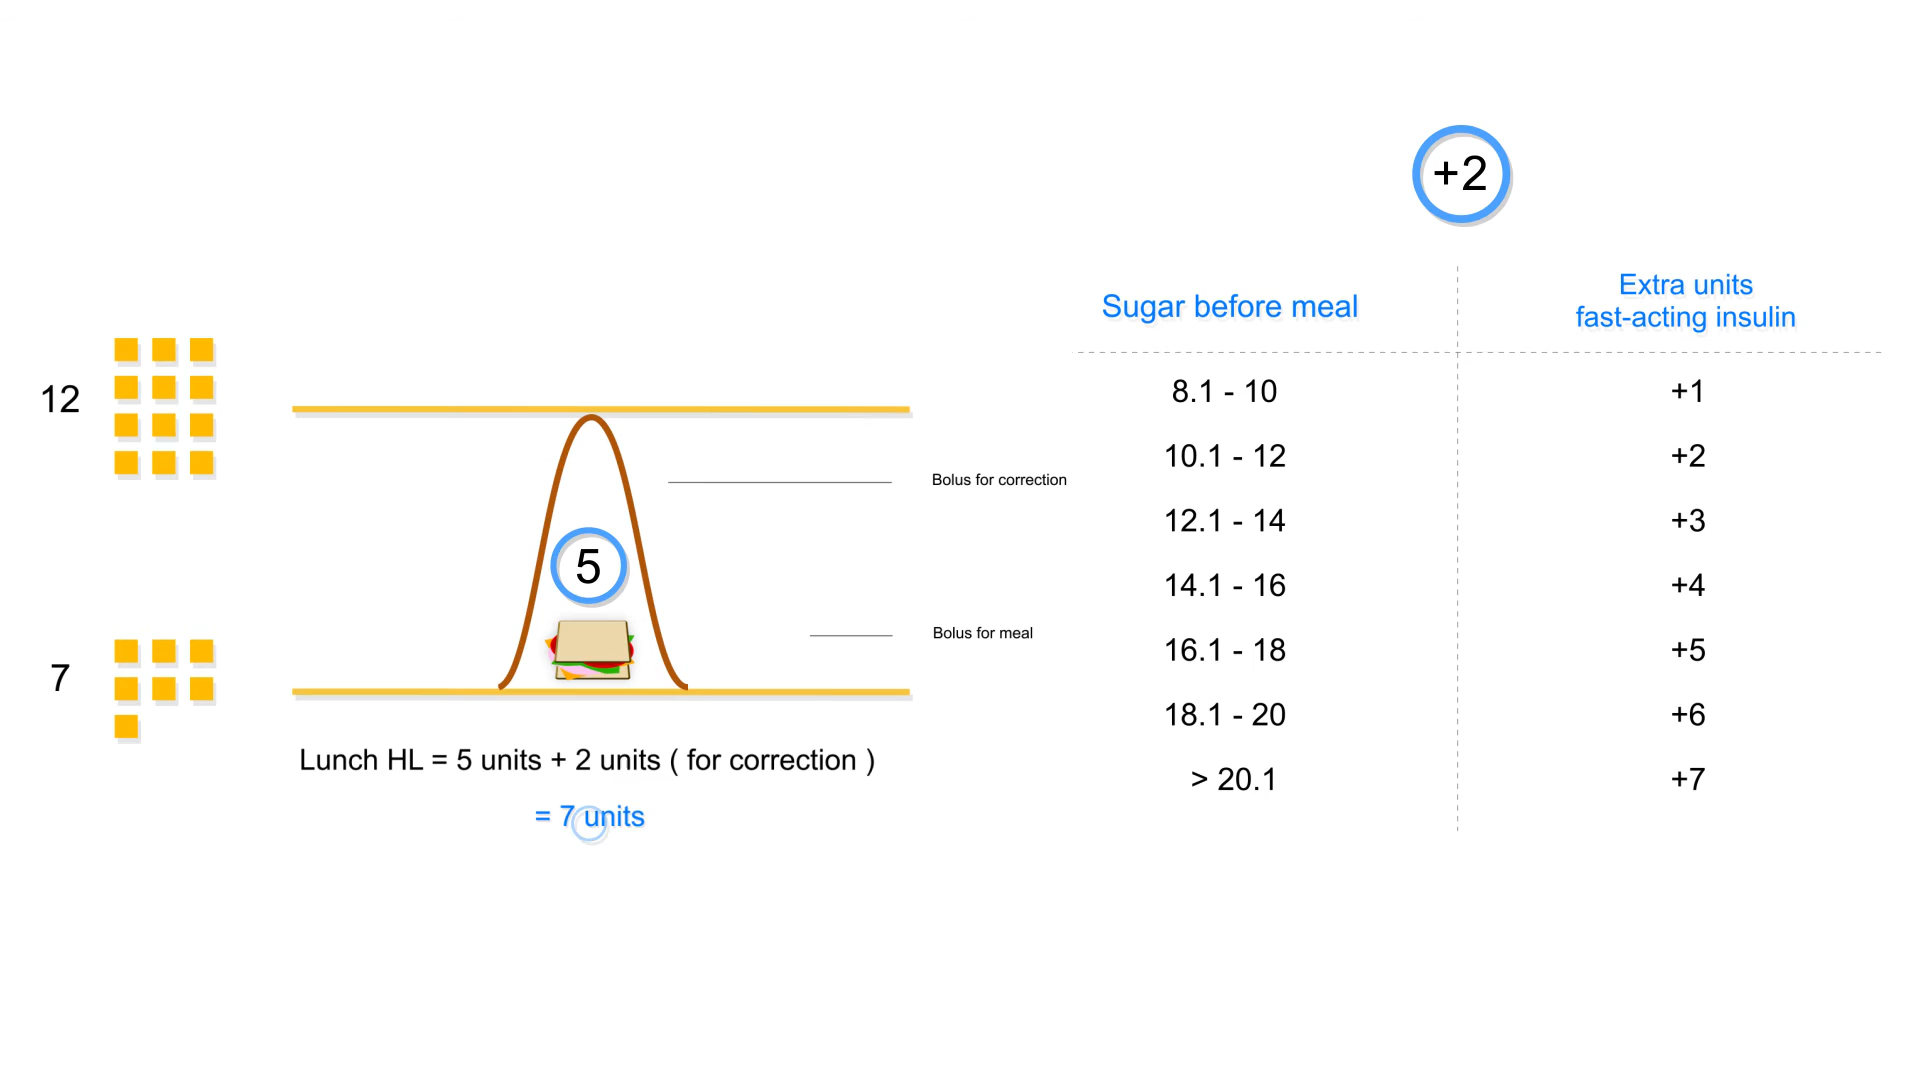 +2
Sugar before meal
Extra units
fast-acting insulin
8.1 - 10 +1
10.1 - 12 +2
12.1 - 14 +3
14.1 - 16 +4
16.1 - 18 +5
18.1 - 20 +6
> 20.1 +7
12
7
5
Bolus for correction
Bolus for meal
Lunch HL = 5 units + 2 units ( for correction )
= 7 units